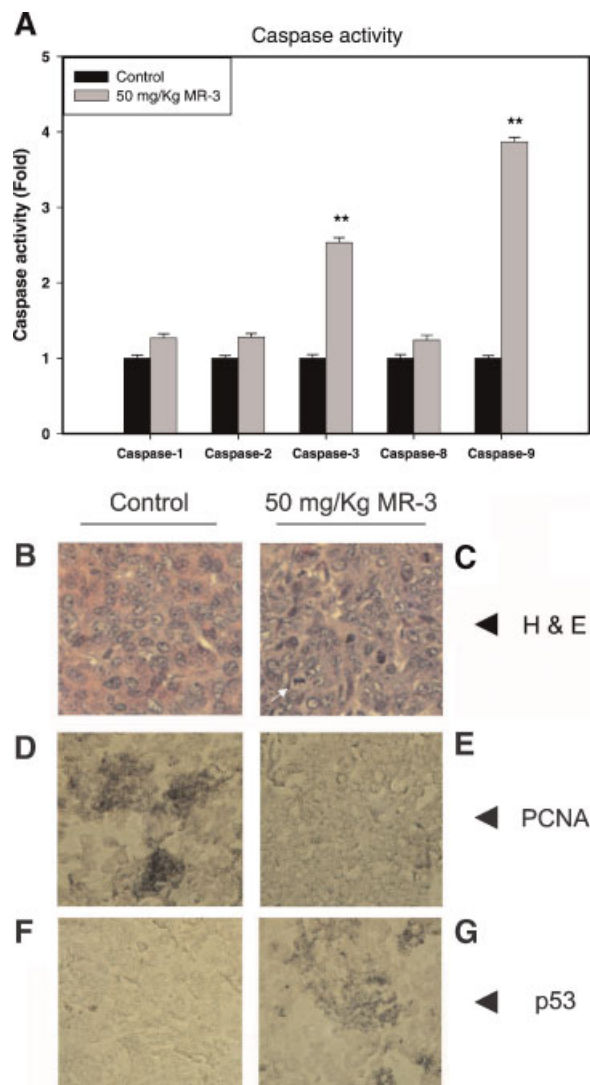 A
Caspase activity
Control
50 mg/Kg MR-3
Caspase activity (Fold)
5
4
3
2
1
0
**
**
Caspase-1 Caspase-2 Caspase-3 Caspase-8 Caspase-9
Control 50 mg/Kg MR-3
B C
H & E
D E
PCNA
F G
p53